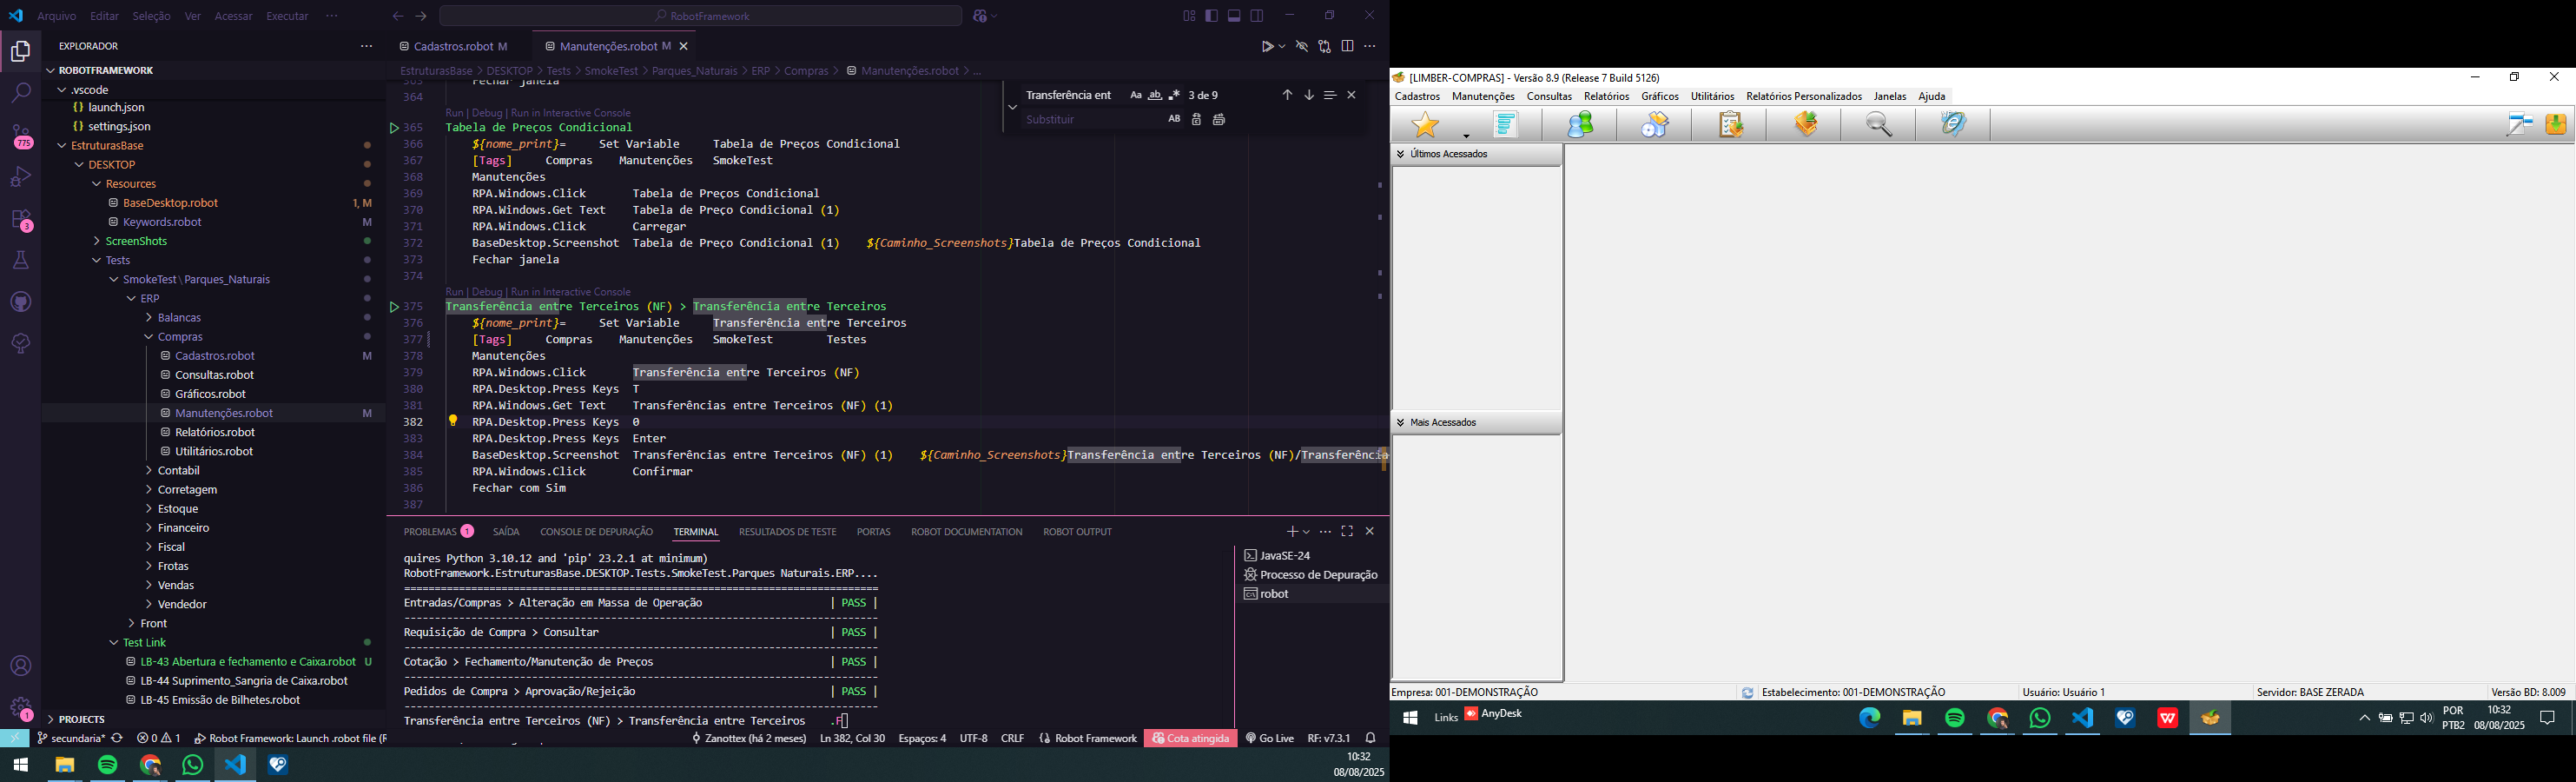 Arquivo Editar Seleção Ver Acessar Executar ···
RobotFramework
EXPLORADOR ···
ROBOTFRAMEWORK
.vscode
launch.json
settings.json
775
EstruturasBase
DESKTOP
Resources
BaseDesktop.robot 1, M
Keywords.robot M
3
ScreenShots
Tests
SmokeTest\Parques_Naturais
ERP
Balancas
Compras
Cadastros.robot M
Consultas.robot
Gráficos.robot
Manutenções.robot M
Relatórios.robot
Utilitários.robot
Contabil
Corretagem
Estoque
Financeiro
Fiscal
Frotas
Vendas
Vendedor
Front
Test Link
LB-43 Abertura e fechamento e Caixa.robot U
LB-44 Suprimento_Sangria de Caixa.robot
LB-45 Emissão de Bilhetes.robot
1
PROJECTS
Cadastros.robot M
Manutenções.robot M
EstruturasBase > DESKTOP > Tests > SmokeTest > Parques_Naturais > ERP > Compras > Manutenções.robot > ...
Transferência ent Aa ab 3 de 9
Substituir AB
363 Fechar janela
364
Run | Debug | Run in Interactive Console
365 Tabela de Preços Condicional
366 ${nome_print}= Set Variable Tabela de Preços Condicional
367 [Tags] Compras Manutenções SmokeTest
368 Manutenções
369 RPA.Windows.Click Tabela de Preços Condicional
370 RPA.Windows.Get Text Tabela de Preço Condicional (1)
371 RPA.Windows.Click Carregar
372 BaseDesktop.Screenshot Tabela de Preço Condicional (1) ${Caminho_Screenshots}Tabela de Preços Condicional
373 Fechar janela
374
Run | Debug | Run in Interactive Console
375 Transferência entre Terceiros (NF) > Transferência entre Terceiros
376 ${nome_print}= Set Variable Transferência entre Terceiros
377 [Tags] Compras Manutenções SmokeTest Testes
378 Manutenções
379 RPA.Windows.Click Transferência entre Terceiros (NF)
380 RPA.Desktop.Press Keys T
381 RPA.Windows.Get Text Transferências entre Terceiros (NF) (1)
382 RPA.Desktop.Press Keys 0
383 RPA.Desktop.Press Keys Enter
384 BaseDesktop.Screenshot Transferências entre Terceiros (NF) (1) ${Caminho_Screenshots}Transferência entre Terceiros (NF)/Transferência
385 RPA.Windows.Click Confirmar
386 Fechar com Sim
387
PROBLEMAS 1 SAÍDA CONSOLE DE DEPURAÇÃO TERMINAL RESULTADOS DE TESTE PORTAS ROBOT DOCUMENTATION ROBOT OUTPUT
quires Python 3.10.12 and 'pip' 23.2.1 at minimum)
RobotFramework.EstruturasBase.DESKTOP.Tests.SmokeTest.Parques Naturais.ERP....
==============================================================================
Entradas/Compras > Alteração em Massa de Operação | PASS |
------------------------------------------------------------------------------
Requisição de Compra > Consultar | PASS |
------------------------------------------------------------------------------
Cotação > Fechamento/Manutenção de Preços | PASS |
------------------------------------------------------------------------------
Pedidos de Compra > Aprovação/Rejeição | PASS |
------------------------------------------------------------------------------
Transferência entre Terceiros (NF) > Transferência entre Terceiros .F
JavaSE-24
Processo de Depuração
robot
secundaria* 0 1 Robot Framework: Launch .robot file (R Zanottex (há 2 meses) Ln 382, Col 30 Espaços: 4 UTF-8 CRLF Robot Framework Cota atingida Go Live RF: v7.3.1
10:32
08/08/2025
[LIMBER-COMPRAS] - Versão 8.9 (Release 7 Build 5126)
Cadastros Manutenções Consultas Relatórios Gráficos Utilitários Relatórios Personalizados Janelas Ajuda
Últimos Acessados
Mais Acessados
Empresa: 001-DEMONSTRAÇÃO Estabelecimento: 001-DEMONSTRAÇÃO Usuário: Usuário 1 Servidor: BASE ZERADA Versão BD: 8.009
Links AnyDesk
POR
PTB2
10:32
08/08/2025